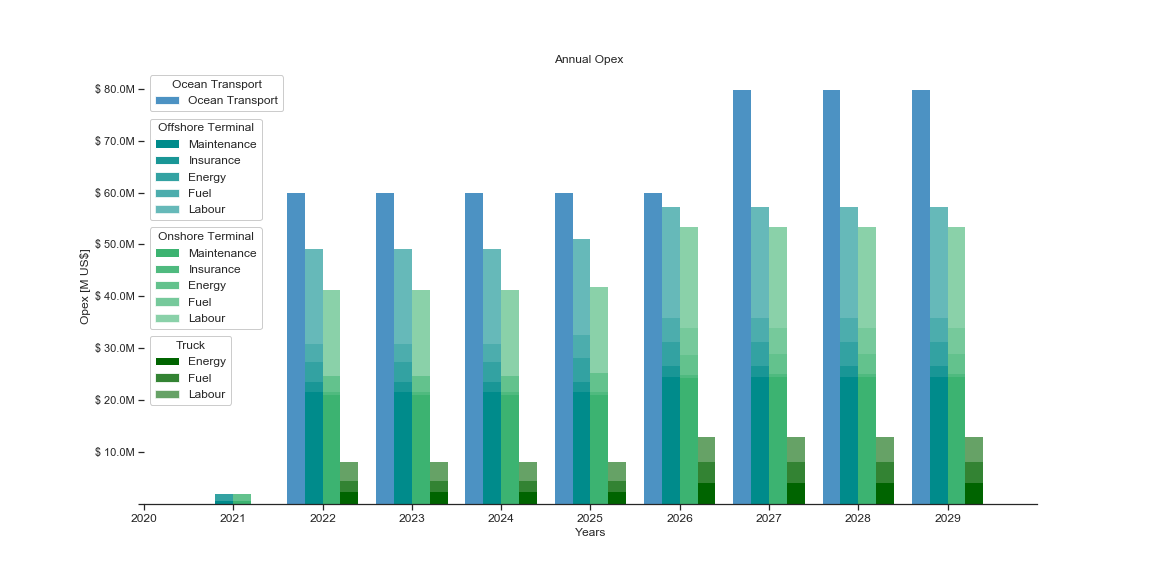 Annual Opex
Ocean Transport
Ocean Transport
Offshore Terminal
Maintenance
Insurance
Energy
Fuel
Labour
Onshore Terminal
Maintenance
Insurance
Energy
Fuel
Labour
Truck
Energy
Fuel
Labour
$ 80.0M
$ 70.0M
$ 60.0M
$ 50.0M
$ 40.0M
$ 30.0M
$ 20.0M
$ 10.0M
Opex [M US$]
2020 2021 2022 2023 2024 2025 2026 2027 2028 2029
Years